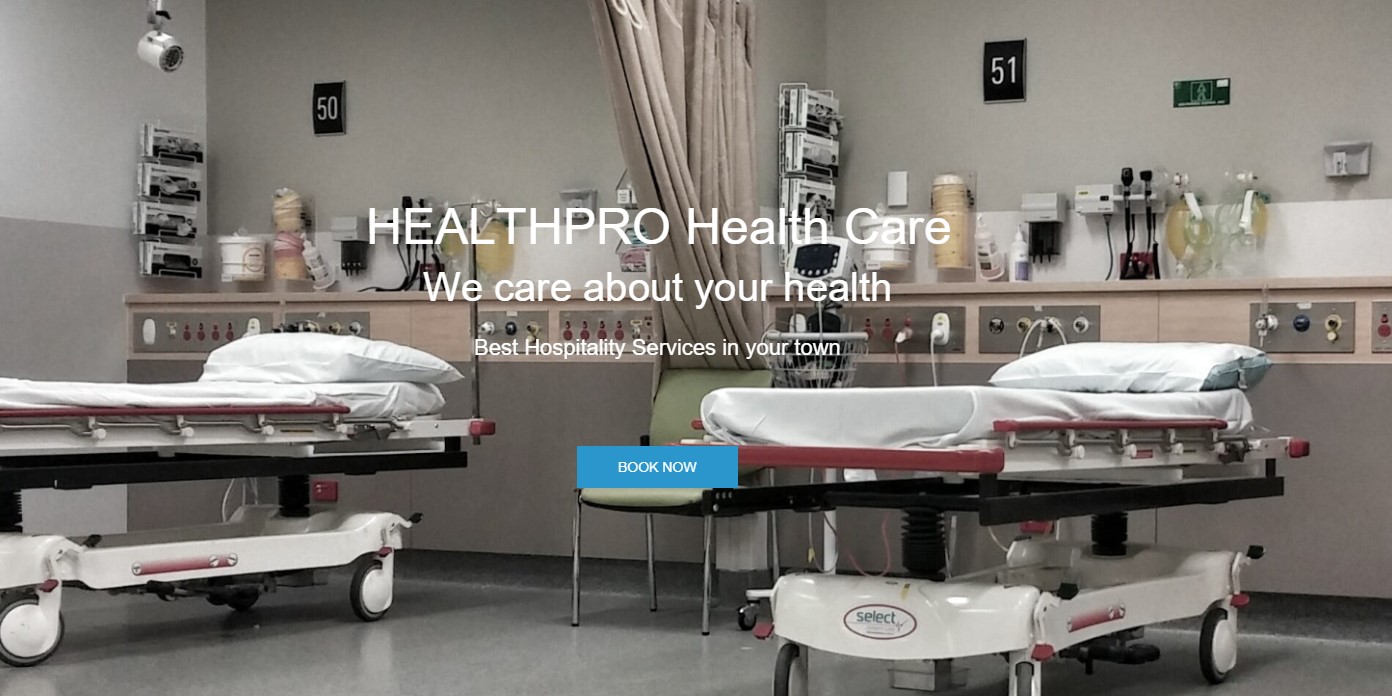 50
51
HEALTHPRO Health Care
We care about your health
Best Hospitality Services in your town
BOOK NOW
select